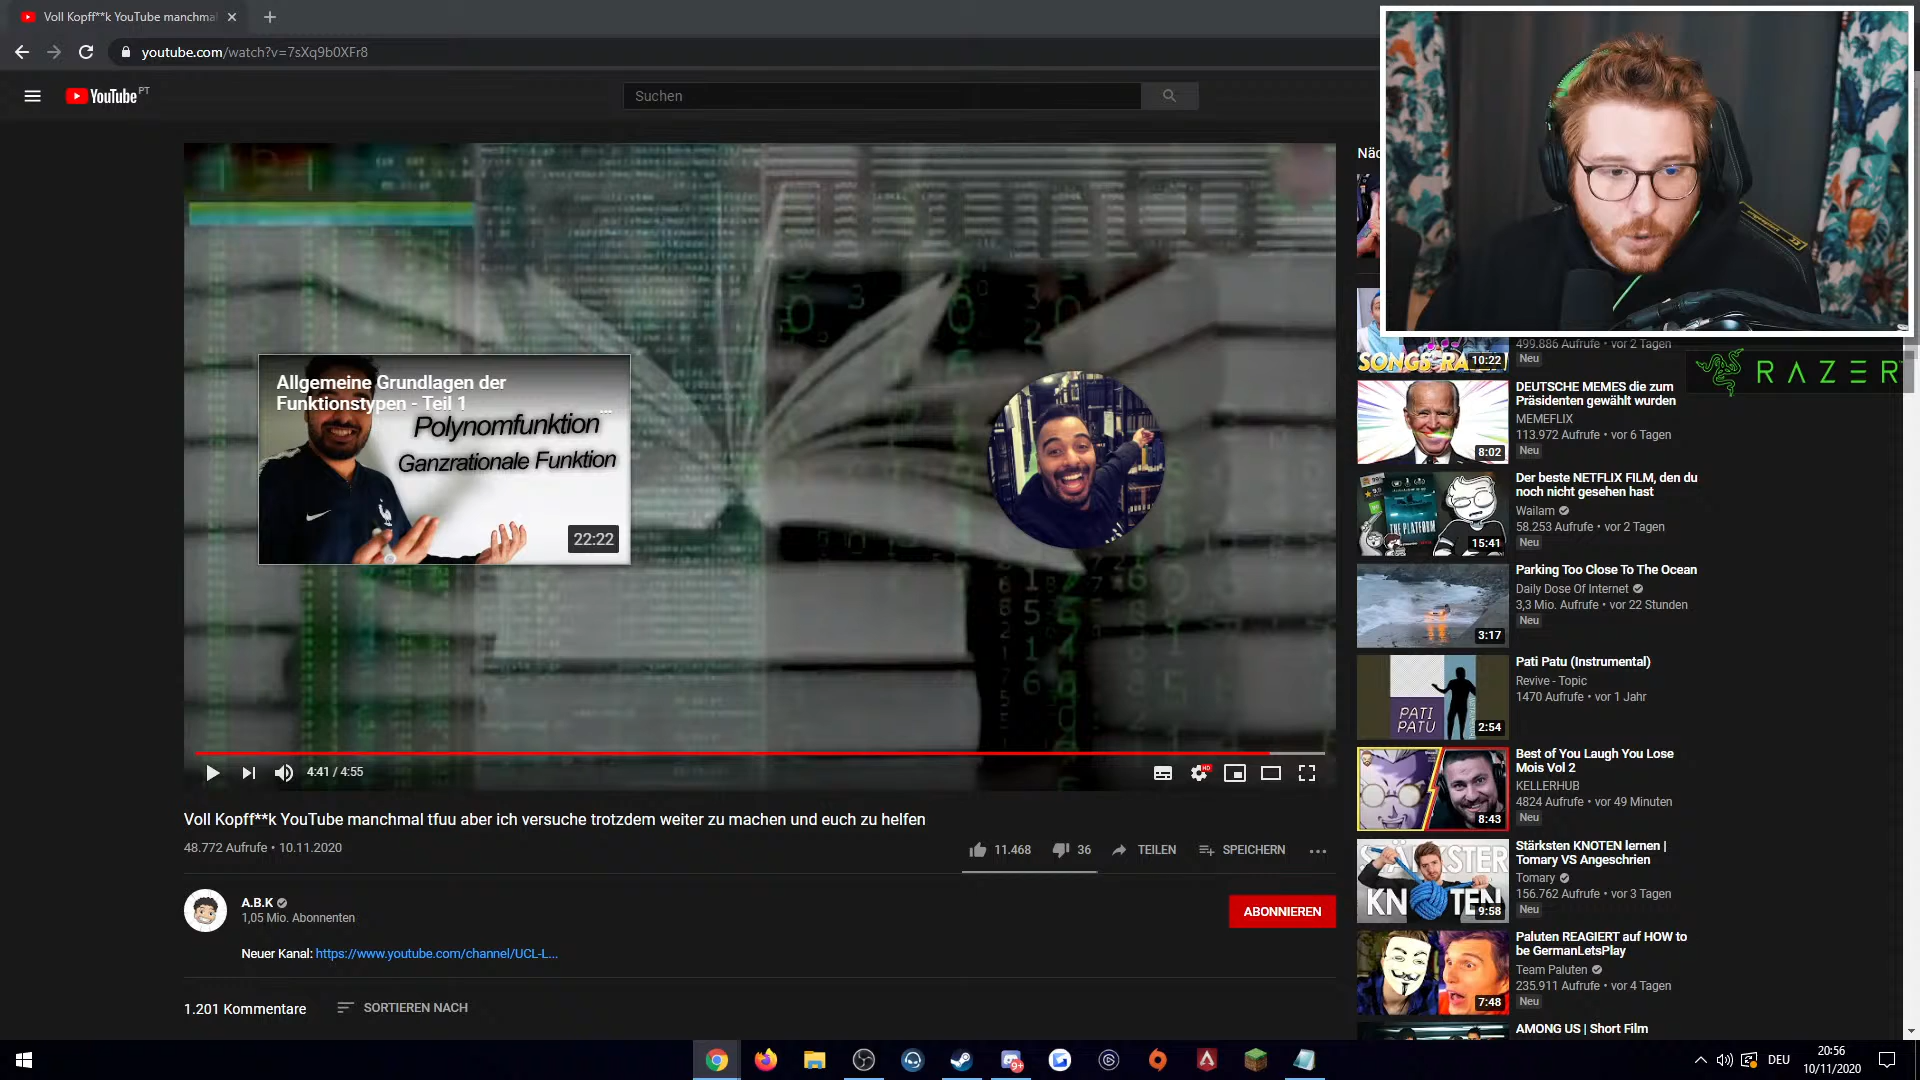 Voll Kopff**k YouTube manchmal
youtube.com/watch?v=7sXq9b0XFr8
YouTube PT
Suchen
Allgemeine Grundlagen der
Funktionstypen - Teil 1
...
Polynomfunktion
Ganzrationale Funktion
22:22
4:41 / 4:55
HD
Voll Kopff**k YouTube manchmal tfuu aber ich versuche trotzdem weiter zu machen und euch zu helfen
48.772 Aufrufe • 10.11.2020
11.468
36
TEILEN
SPEICHERN
A.B.K
1,05 Mio. Abonnenten
ABONNIEREN
Neuer Kanal: https://www.youtube.com/channel/UCL-L...
1.201 Kommentare
SORTIEREN NACH
RAZER
499.886 Aufrufe • vor 2 Tagen
Neu
10:22
DEUTSCHE MEMES die zum
Präsidenten gewählt wurden
MEMEFLIX
113.972 Aufrufe • vor 6 Tagen
Neu
8:02
Der beste NETFLIX FILM, den du
noch nicht gesehen hast
Wailam
58.253 Aufrufe • vor 2 Tagen
Neu
THE PLATFORM
15:41
Parking Too Close To The Ocean
Daily Dose Of Internet
3,3 Mio. Aufrufe • vor 22 Stunden
Neu
3:17
Pati Patu (Instrumental)
Revive - Topic
1470 Aufrufe • vor 1 Jahr
PATI
PATU
2:54
Best of You Laugh You Lose
Mois Vol 2
KELLERHUB
4824 Aufrufe • vor 49 Minuten
Neu
8:43
Stärksten KNOTEN lernen |
Tomary VS Angeschrien
Tomary
156.762 Aufrufe • vor 3 Tagen
Neu
9:58
Paluten REAGIERT auf HOW to
be GermanLetsPlay
Team Paluten
235.911 Aufrufe • vor 4 Tagen
Neu
7:48
AMONG US | Short Film
9+
DEU
20:56
10/11/2020